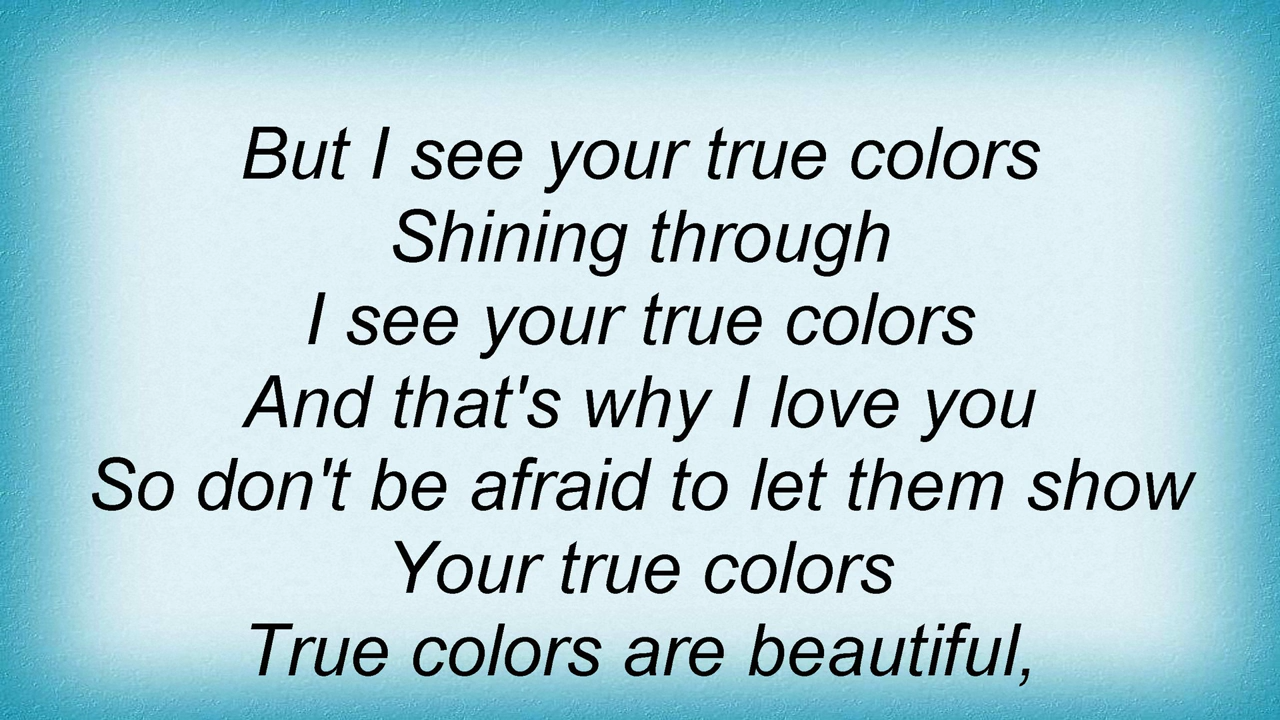 But I see your true colors
Shining through
I see your true colors
And that's why I love you
So don't be afraid to let them show
Your true colors
True colors are beautiful,